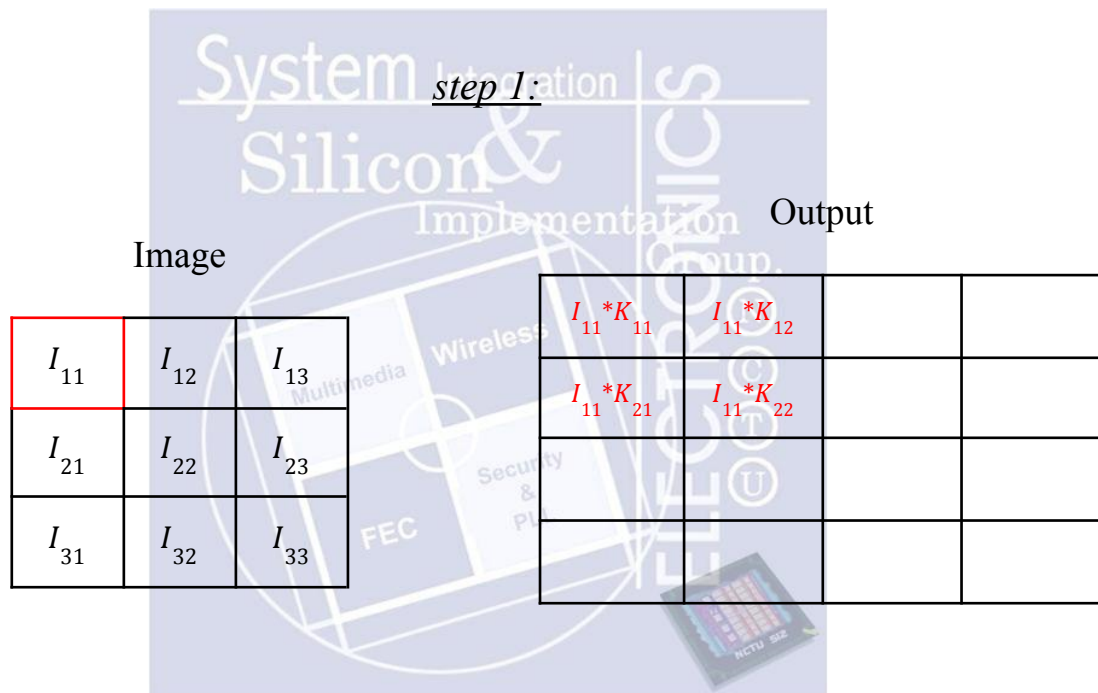 System Integration
step 1:
Silicon &
Implementation
Group.
ELECTRONICS
NCTU
Output
Image
I11*K11 I11*K12
I11*K21 I11*K22
I11 I12 I13
I21 I22 I23
I31 I32 I33
Multimedia
Wireless
FEC
Security
&
NCTU SI2